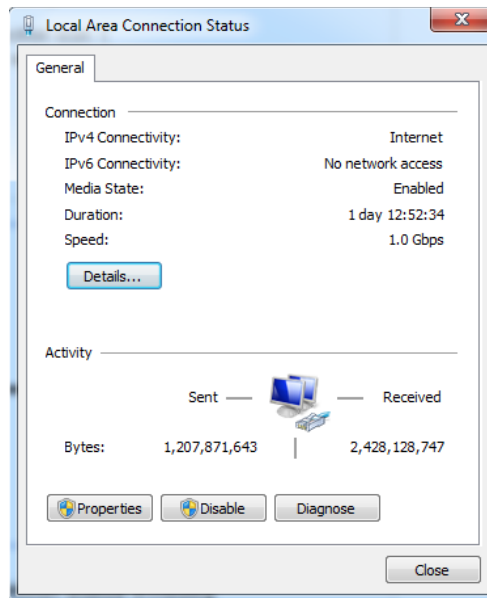 Local Area Connection Status
General
Connection
IPv4 Connectivity: Internet
IPv6 Connectivity: No network access
Media State: Enabled
Duration: 1 day 12:52:34
Speed: 1.0 Gbps
Details...
Activity
Sent Received
Bytes: 1,207,871,643 2,428,128,747
Properties Disable Diagnose
Close